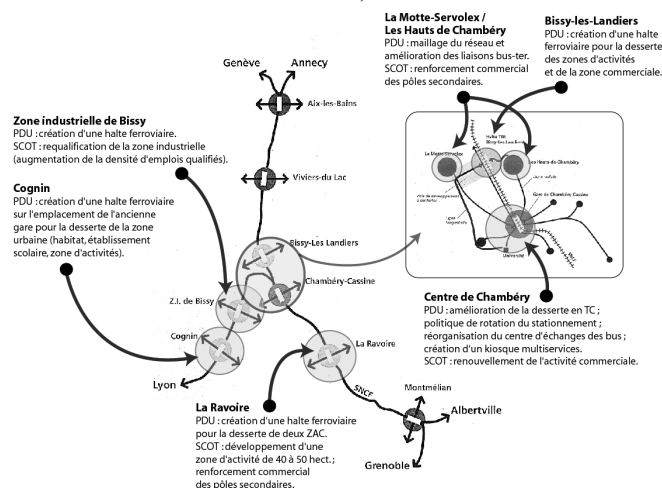 La Motte-Servolex /
Les Hauts de Chambéry
PDU : maillage du réseau et
amélioration des liaisons bus-ter.
SCOT : renforcement commercial
des pôles secondaires.
Bissy-les-Landiers
PDU : création d'une halte
ferroviaire pour la desserte
des zones d'activités
et de la zone commerciale.
Genève
Annecy
Aix-les-Bains
Zone industrielle de Bissy
PDU : création d'une halte ferroviaire.
SCOT : requalification de la zone industrielle
(augmentation de la densité d'emplois qualifiés).
Viviers-du Lac
Cognin
PDU : création d'une halte ferroviaire
sur l'emplacement de l'ancienne
gare pour la desserte de la zone
urbaine (habitat, établissement
scolaire, zone d'activités).
Halte TER
Bissy-les-Landiers
La Motte-Servolex
Les Hauts-de-Chambéry
Gare de Chambéry Cassine
Université
Bissy-Les Landiers
Chambéry-Cassine
Z.I. de Bissy
Cognin
Lyon
La Ravoire
Centre de Chambéry
PDU : amélioration de la desserte en TC ;
politique de rotation du stationnement ;
réorganisation du centre d'échanges des bus ;
création d'un kiosque multiservices.
SCOT : renouvellement de l'activité commerciale.
SNCF
Montmélian
Albertville
Grenoble
La Ravoire
PDU : création d'une halte ferroviaire
pour la desserte de deux ZAC.
SCOT : développement d'une
zone d'activité de 40 à 50 hect. ;
renforcement commercial
des pôles secondaires.